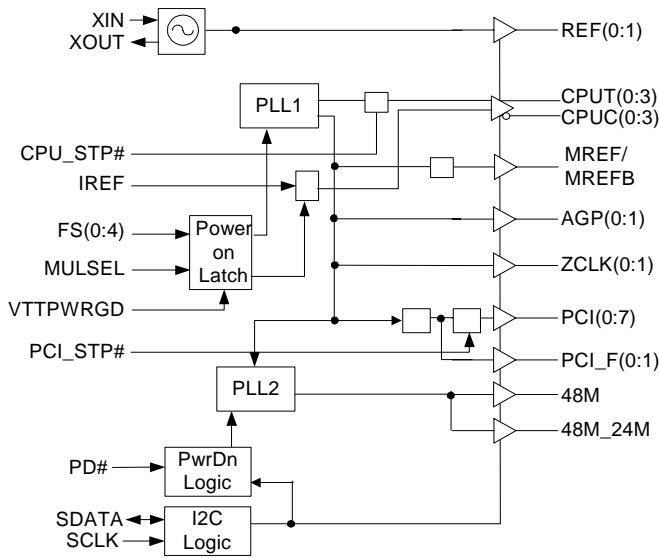 XIN
XOUT
REF(0:1)
PLL1
CPUT(0:3)
CPUC(0:3)
CPU_STP#
MREF/
MREFB
IREF
FS(0:4)
Power
on
Latch
AGP(0:1)
MULSEL
ZCLK(0:1)
VTTPWRGD
PCI(0:7)
PCI_STP#
PCI_F(0:1)
PLL2
48M
48M_24M
PD#
PwrDn
Logic
SDATA
SCLK
I2C
Logic